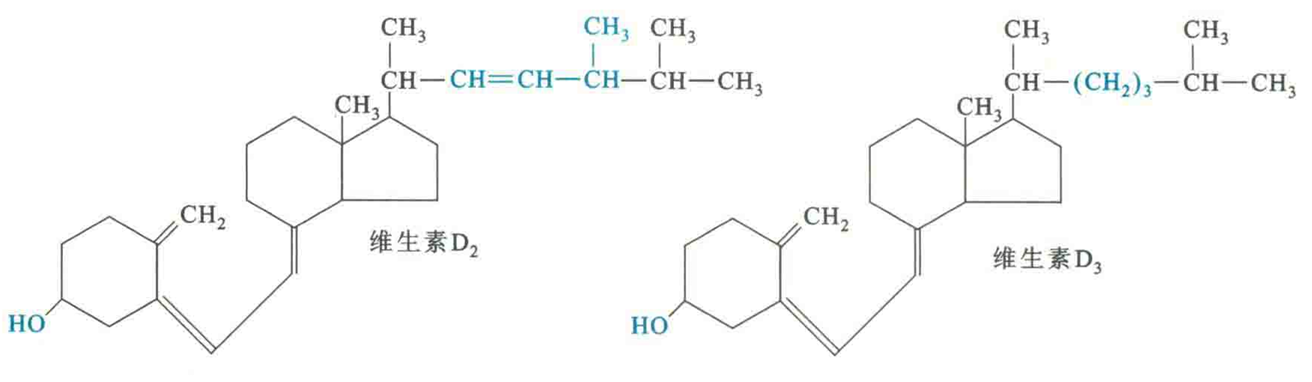 CH₃ CH₃ CH₃
CH—CH=CH—CH—CH—CH₃
CH₃
CH₂
维生素D₂
HO
CH₃ CH₃
CH—(CH₂)₃—CH—CH₃
CH₃
CH₂
维生素D₃
HO